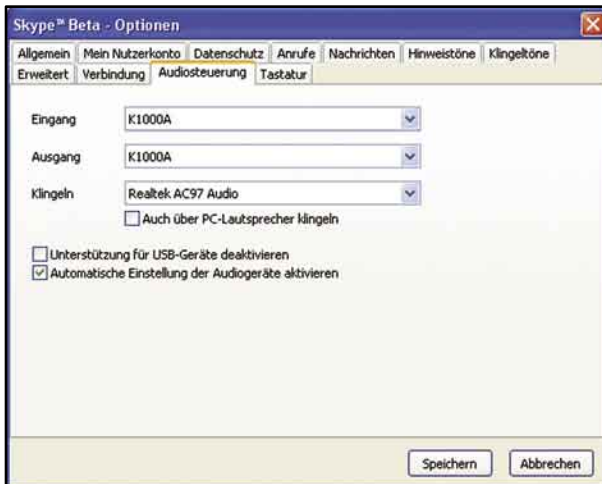 Skype™ Beta - Optionen
Allgemein Mein Nutzerkonto Datenschutz Anrufe Nachrichten Hinweistöne Klingeltöne
Erweitert Verbindung Audiosteuerung Tastatur
Eingang K1000A
Ausgang K1000A
Klingeln Realtek AC97 Audio
Auch über PC-Lautsprecher klingeln
Unterstützung für USB-Geräte deaktivieren
Automatische Einstellung der Audiogeräte aktivieren
Speichern Abbrechen